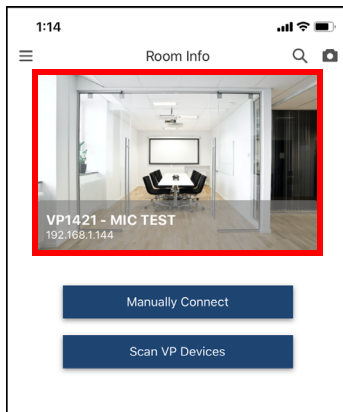 1:14
Room Info
VP1421 - MIC TEST
192.168.1.144
Manually Connect
Scan VP Devices